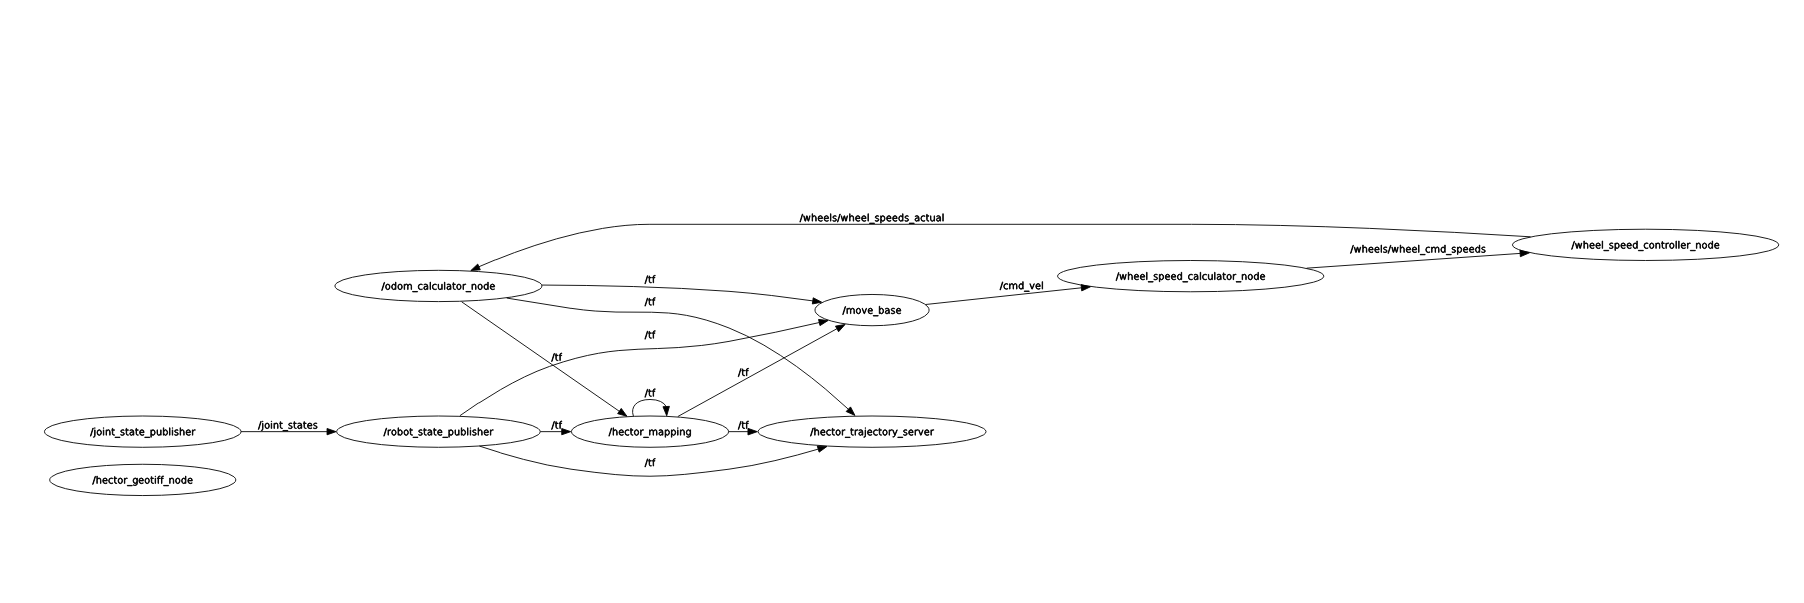 /wheels/wheel_speeds_actual
/wheel_speed_controller_node
/wheels/wheel_cmd_speeds
/wheel_speed_calculator_node
/odom_calculator_node
/tf
/cmd_vel
/tf
/move_base
/tf
/tf
/tf
/tf
/joint_state_publisher
/joint_states
/robot_state_publisher
/tf
/hector_mapping
/tf
/hector_trajectory_server
/tf
/hector_geotiff_node